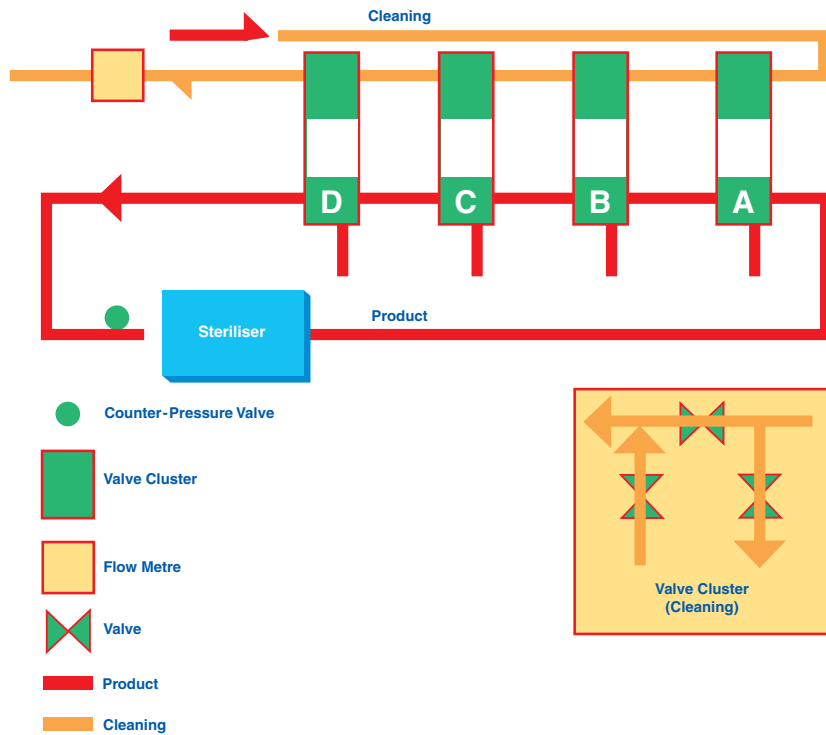 Cleaning
D
C
B
A
Product
Steriliser
Counter-Pressure Valve
Valve Cluster
Flow Metre
Valve
Product
Cleaning
Valve Cluster
(Cleaning)